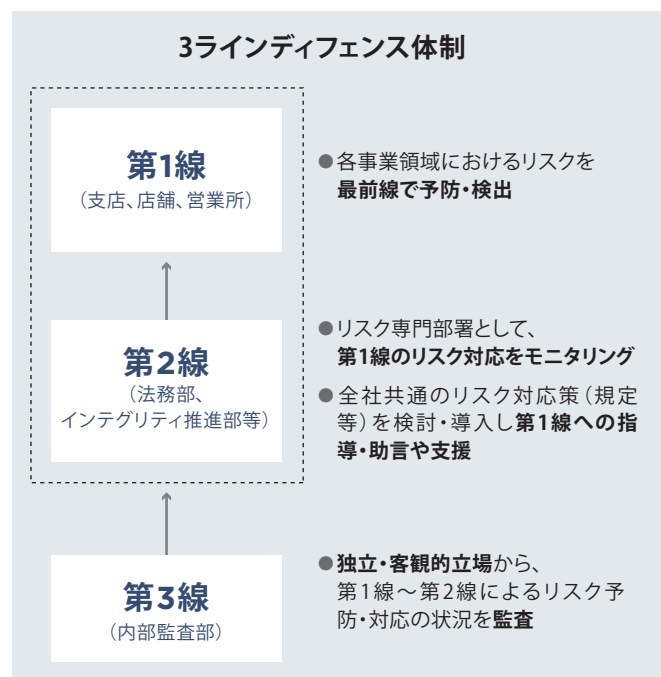 3ラインディフェンス体制
第1線
（支店、店舗、営業所）
●各事業領域におけるリスクを
最前線で予防・検出
第2線
（法務部、
インテグリティ推進部等）
●リスク専門部署として、
第1線のリスク対応をモニタリング
●全社共通のリスク対応策（規定
等）を検討・導入し第1線への指
導・助言や支援
第3線
（内部監査部）
●独立・客観的立場から、
第1線～第2線によるリスク予
防・対応の状況を監査